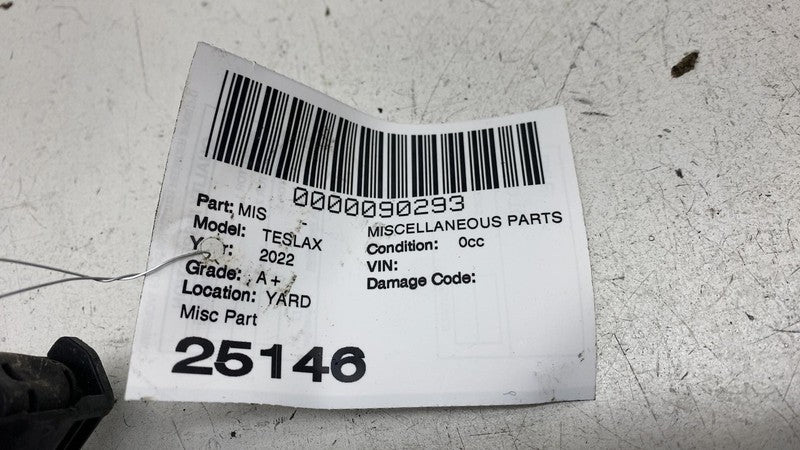 0000090293
Part: MIS - MISCELLANEOUS PARTS
Model: TESLAX Condition: 0cc
2022 VIN:
Grade: A+ Damage Code:
Location: YARD
Misc Part
25146